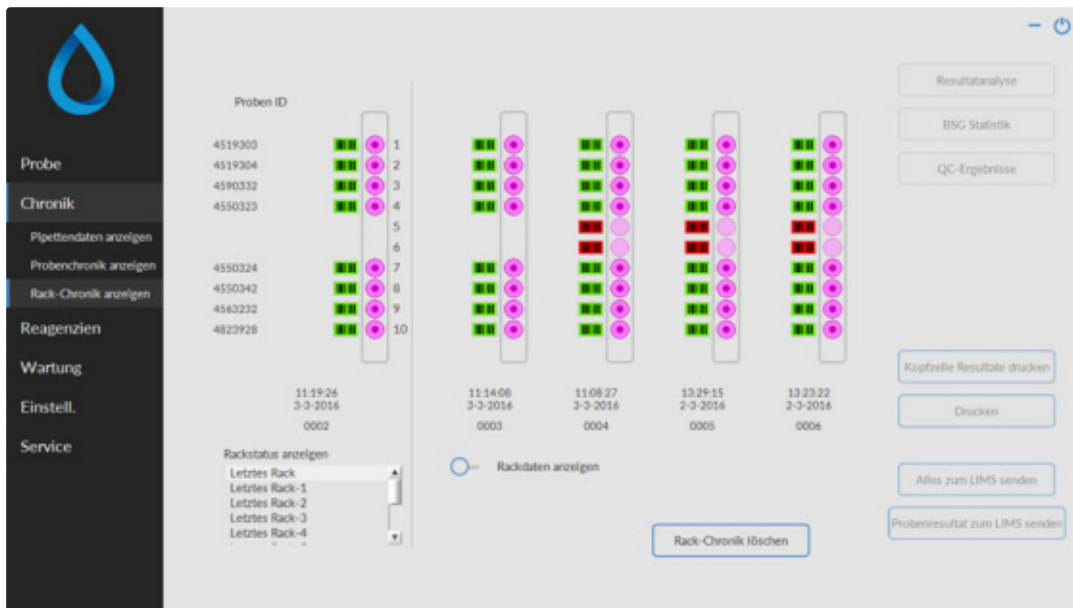 Probe
Chronik
Pipettendaten anzeigen
Probenchronik anzeigen
Rack-Chronik anzeigen
Reagenzien
Wartung
Einstell.
Service
Proben ID
4519303 1
4519304 2
4590332 3
4550323 4
5
6
4550324 7
4550342 8
4563232 9
4823928 10
11:19:26 11:14:08 11:08:27 13:29:15 13:23:22
3-3-2016 3-3-2016 3-3-2016 2-3-2016 2-3-2016
0002 0003 0004 0005 0006
Rackstatus anzeigen
Letztes Rack
Letztes Rack-1
Letztes Rack-2
Letztes Rack-3
Letztes Rack-4
Rackdaten anzeigen
Rack-Chronik löschen
Resultatanalyse
BSG Statistik
QC-Ergebnisse
Kopfzelle Resultate drucken
Drucken
Alles zum LIMS senden
Probenresultat zum LIMS senden